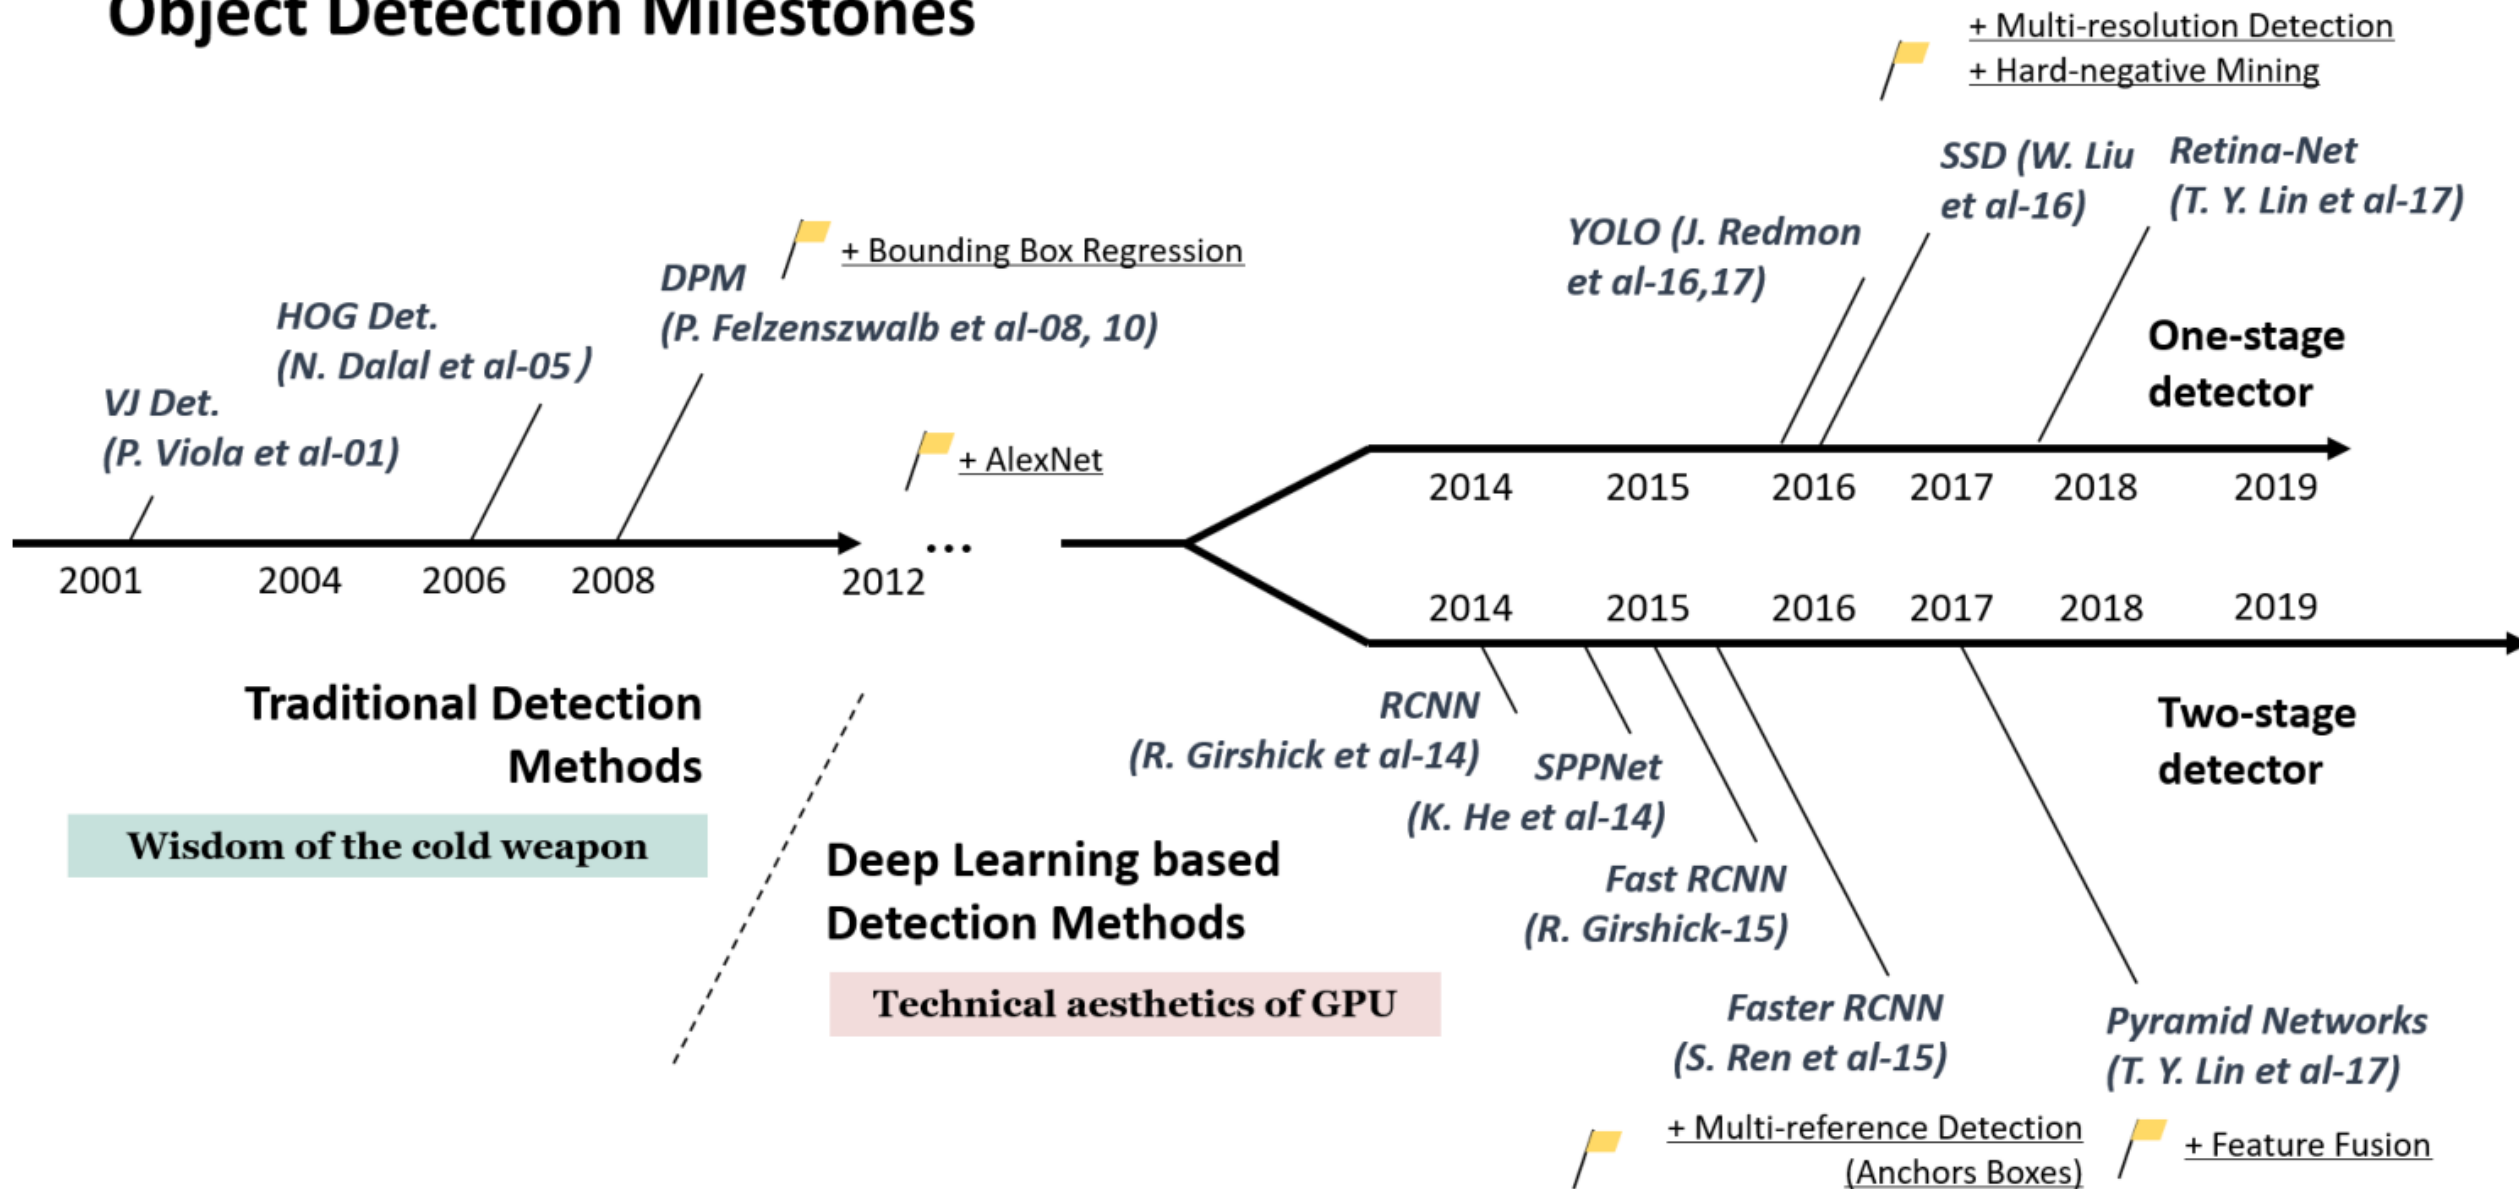 Object Detection Milestones
+ Multi-resolution Detection
+ Hard-negative Mining
SSD (W. Liu
et al-16)
Retina-Net
(T. Y. Lin et al-17)
YOLO (J. Redmon
et al-16,17)
+ Bounding Box Regression
DPM
(P. Felzenszwalb et al-08, 10)
HOG Det.
(N. Dalal et al-05)
VJ Det.
(P. Viola et al-01)
+ AlexNet
One-stage
detector
2014 2015 2016 2017 2018 2019
...
2001 2004 2006 2008 2012
2014 2015 2016 2017 2018 2019
Traditional Detection
Methods
Wisdom of the cold weapon
Deep Learning based
Detection Methods
Technical aesthetics of GPU
RCNN
(R. Girshick et al-14)
SPPNet
(K. He et al-14)
Fast RCNN
(R. Girshick-15)
Faster RCNN
(S. Ren et al-15)
Two-stage
detector
Pyramid Networks
(T. Y. Lin et al-17)
+ Multi-reference Detection
(Anchors Boxes)
+ Feature Fusion